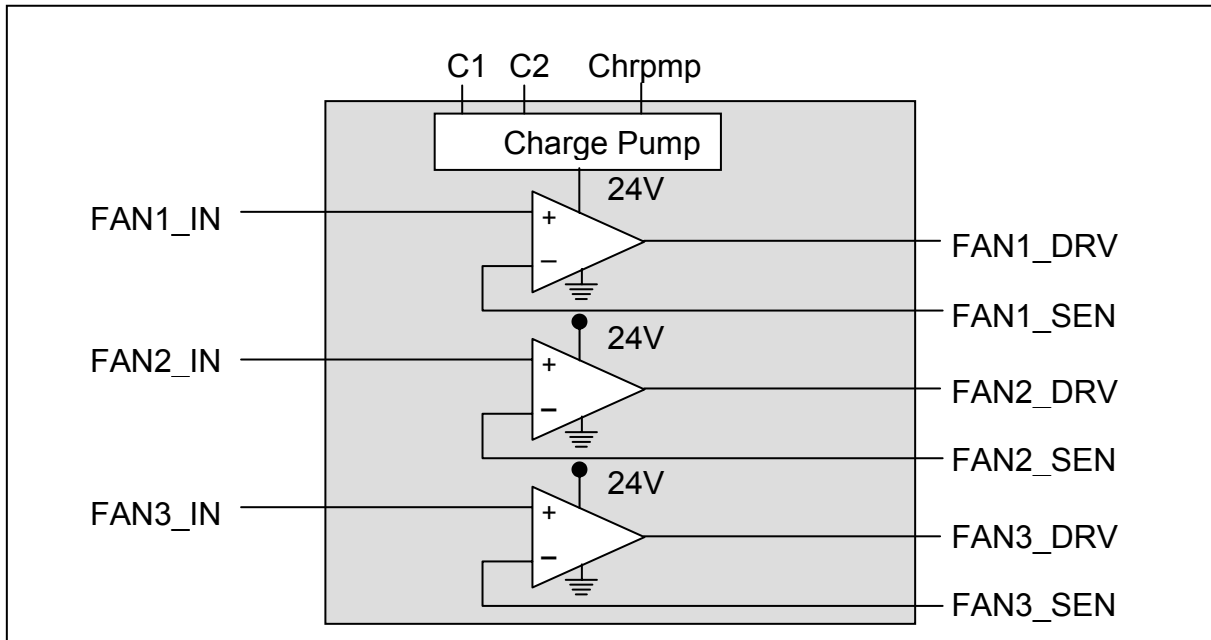 C1 C2 Chrpmp
Charge Pump
24V
FAN1_IN
+
−
FAN1_DRV
FAN1_SEN
24V
FAN2_IN
+
−
FAN2_DRV
FAN2_SEN
24V
FAN3_IN
+
−
FAN3_DRV
FAN3_SEN